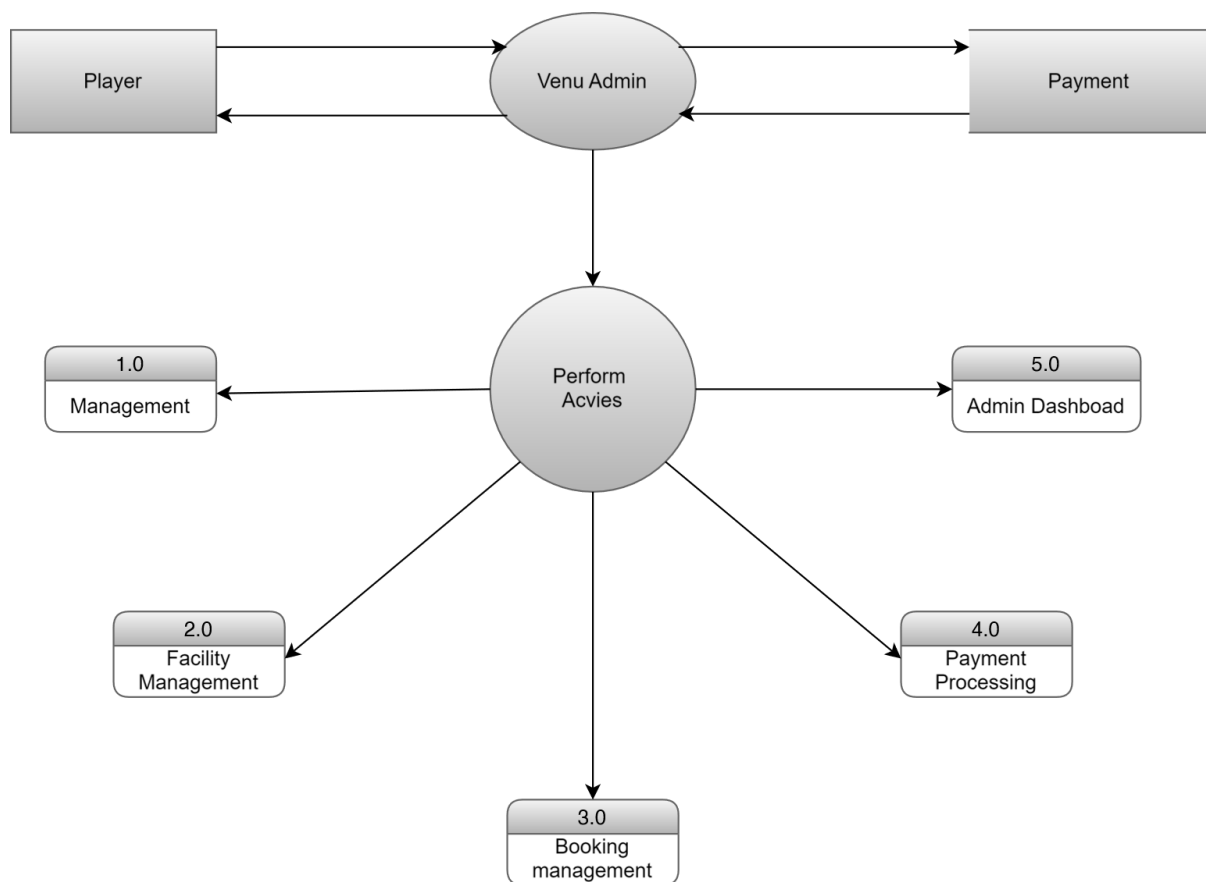 Player
Venu Admin
Payment
Perform
Acvies
1.0
Management
5.0
Admin Dashboad
2.0
Facility
Management
4.0
Payment
Processing
3.0
Booking
management